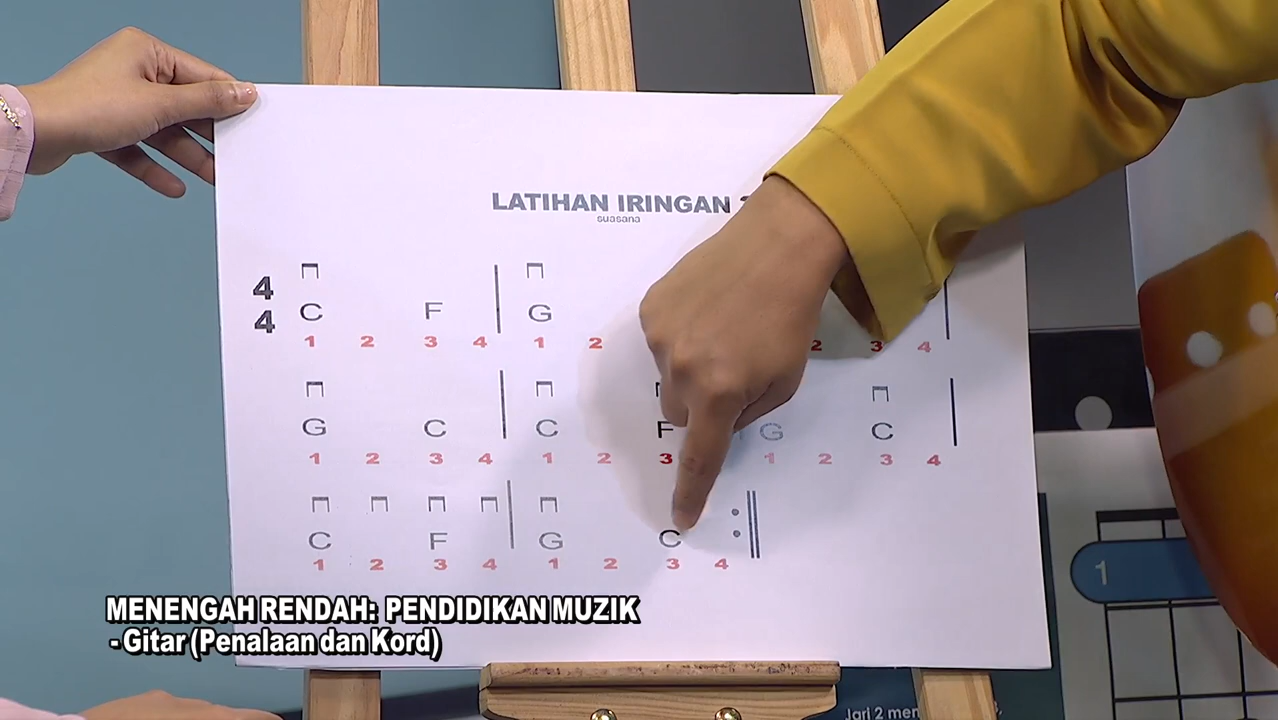 LATIHAN IRINGAN
suasana
4 C F G
4 1 2 3 4 1 2 2 3 4
G C C F G C
1 2 3 4 1 2 3 1 2 3 4
C F G C
1 2 3 4 1 2 3 4
MENENGAH RENDAH: PENDIDIKAN MUZIK
- Gitar (Penalaan dan Kord)
1
Jari 2